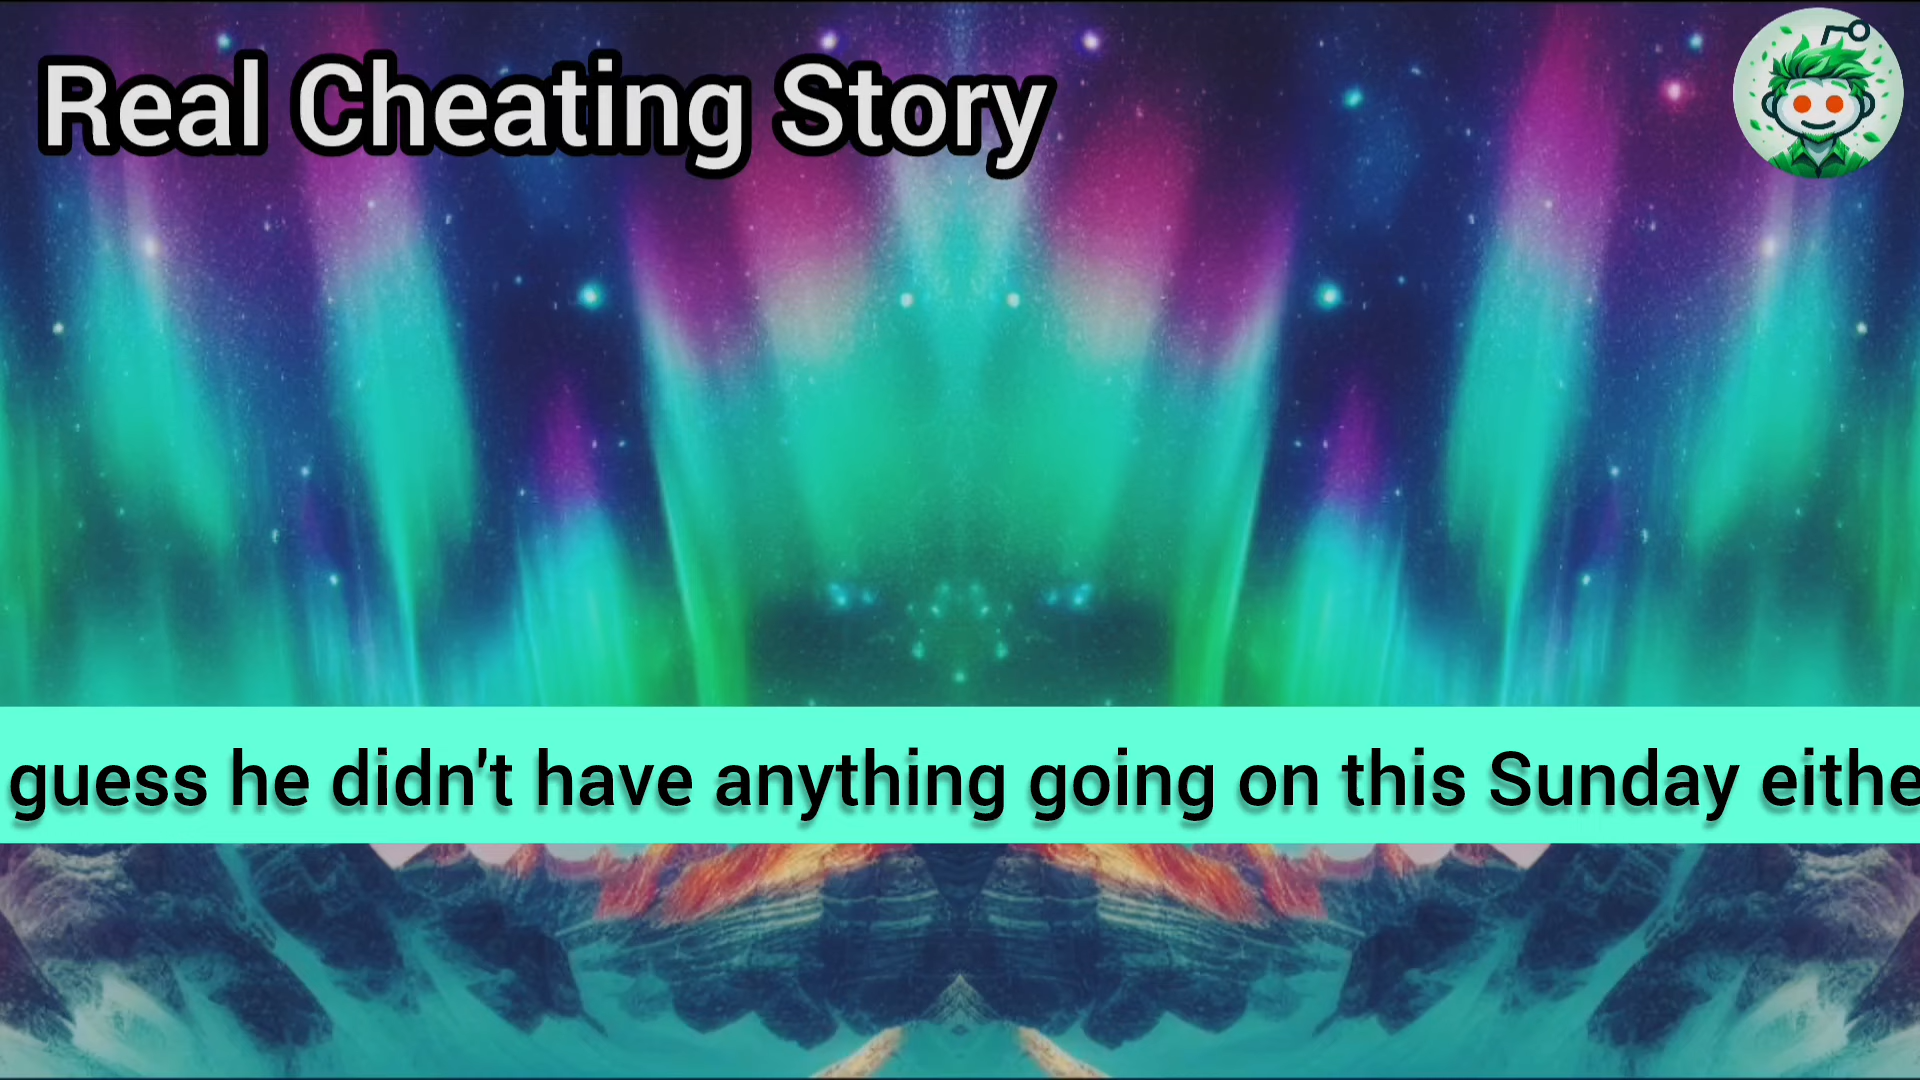 Real Cheating Story
guess he didn't have anything going on this Sunday eithe